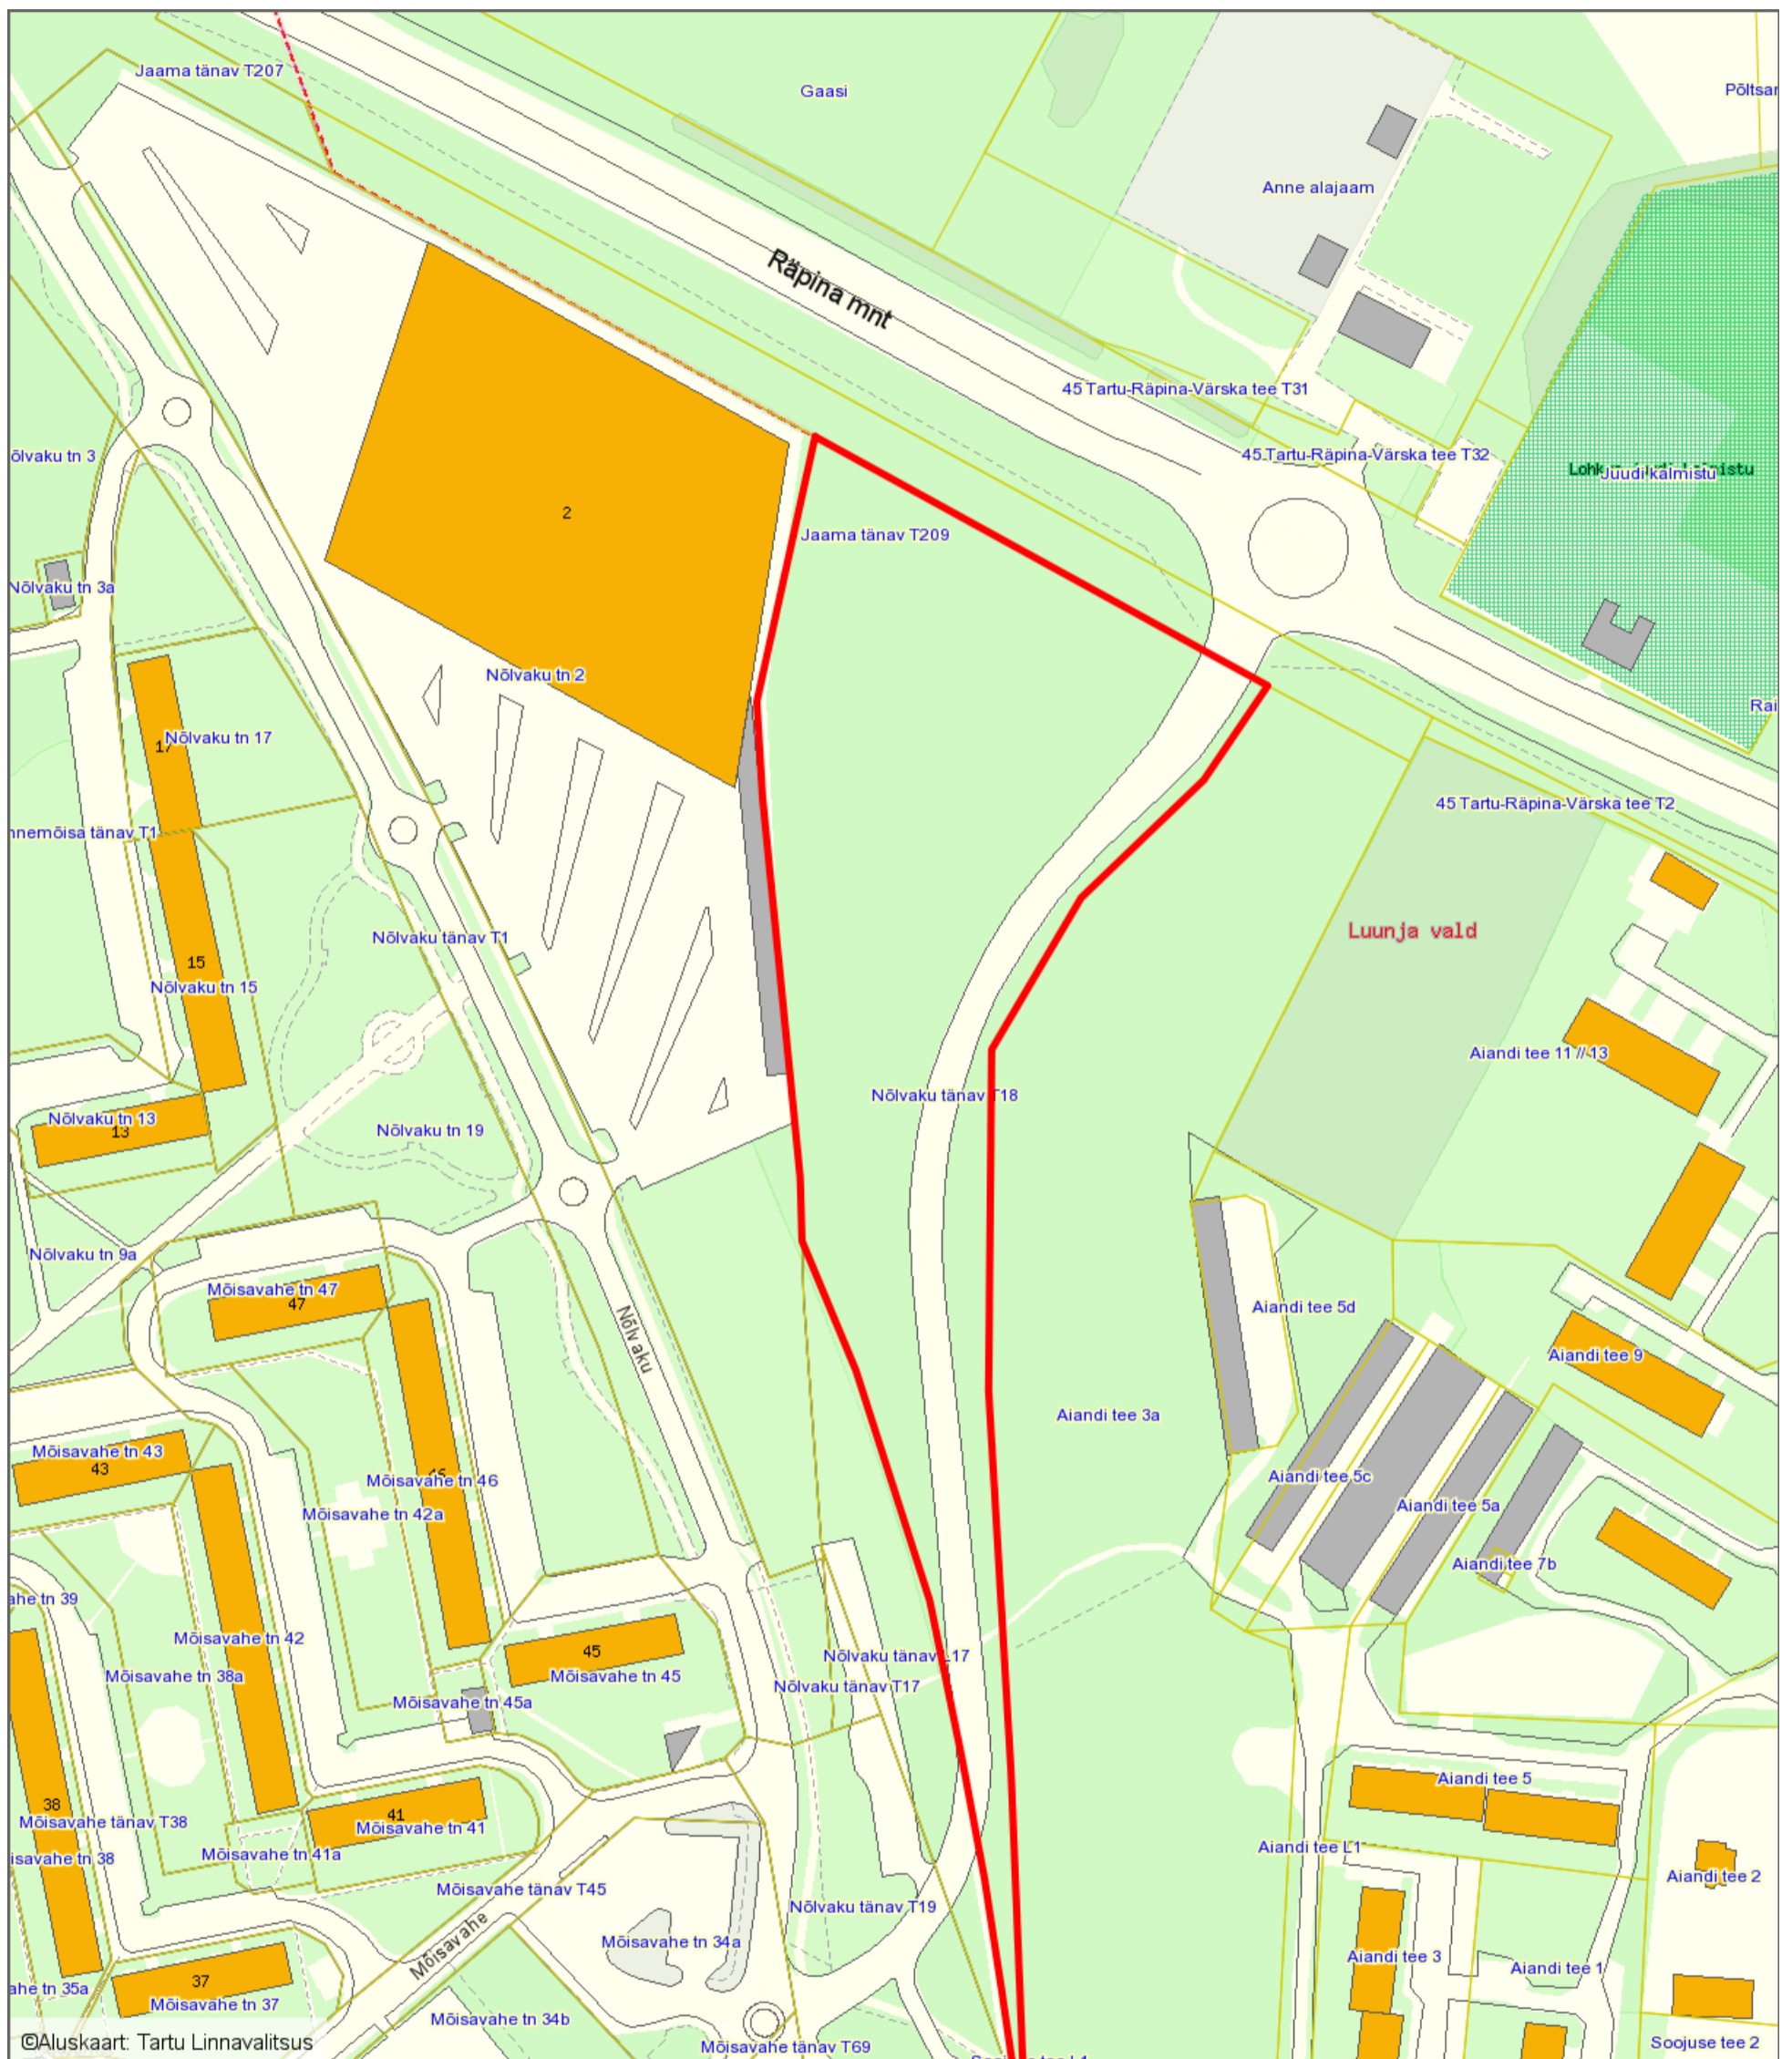 Jaama tänav T207
Gaasi
Põltsar
Anne alajaam
Räpina mnt
45 Tartu-Räpina-Värska tee T31
45 Tartu-Räpina-Värska tee T32
õlvaku tn 3
Juudi kalmistu
2
Jaama tänav T209
Nõlvaku tn 3a
Nõlvaku tn 2
Rai
17
Nõlvaku tn 17
45 Tartu-Räpina-Värska tee T2
nnemõisa tänav T1
Luunja vald
Nõlvaku tänav T1
15
Nõlvaku tn 15
Aiandi tee 11 // 13
Nõlvaku tänav T18
Nõlvaku tn 13
13
Nõlvaku tn 19
Nõlvaku tn 9a
Mõisavahe tn 47
47
Aiandi tee 5d
Nõlvaku
Aiandi tee 9
Aiandi tee 3a
Mõisavahe tn 43
43
Mõisavahe tn 46
Aiandi tee 5c
Aiandi tee 5a
Mõisavahe tn 42a
Aiandi tee 7b
ahe tn 39
Mõisavahe tn 42
45
Mõisavahe tn 45
Nõlvaku tänav L17
Mõisavahe tn 38a
Nõlvaku tänav T17
Mõisavahe tn 45a
Aiandi tee 5
38
Mõisavahe tänav T38
41
Mõisavahe tn 41
Aiandi tee L1
isavahe tn 38
Mõisavahe tn 41a
Aiandi tee 2
Mõisavahe tänav T45
Nõlvaku tänav T19
Mõisavahe
Mõisavahe tn 34a
Aiandi tee 3
Aiandi tee 1
ahe tn 35a
37
Mõisavahe tn 37
Mõisavahe tn 34b
©Aluskaart: Tartu Linnavalitsus
Mõisavahe tänav T69
Soojuse tee 2